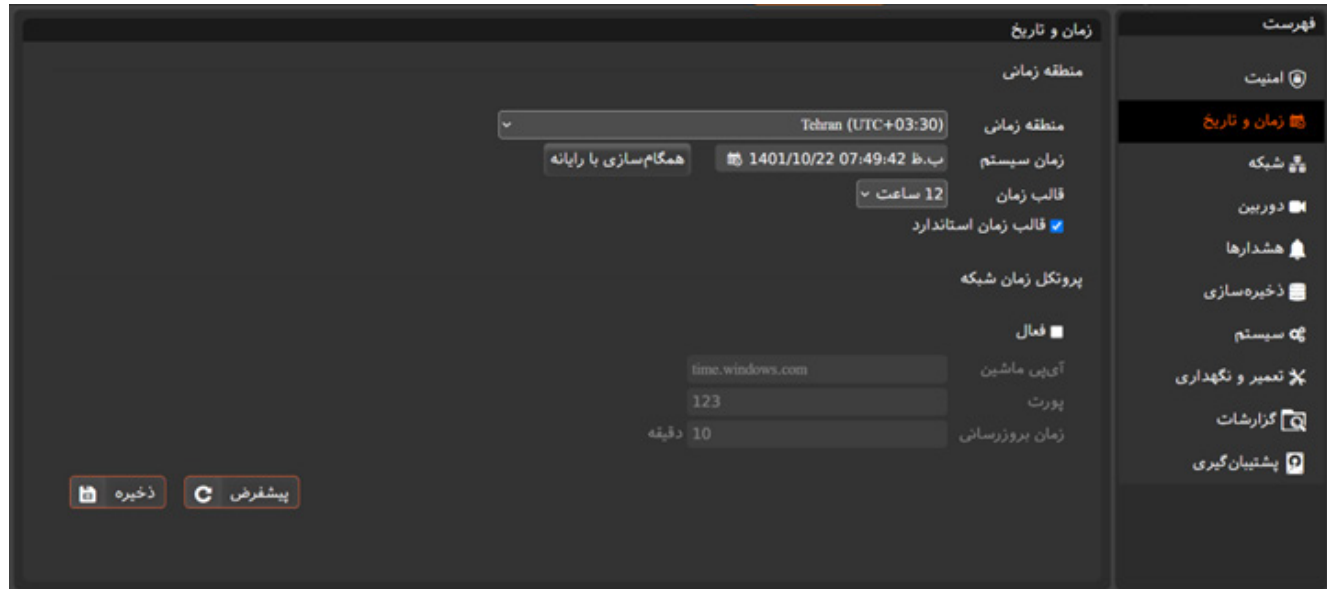 فهرست
امنیت
زمان و تاریخ
شبکه
دوربین
هشدارها
ذخیره‌سازی
سیستم
تعمیر و نگهداری
گزارشات
پشتیبان‌گیری
زمان و تاریخ
منطقه زمانی
منطقه زمانی Tehran (UTC+03:30)
زمان سیستم ب.ظ 07:49:42 1401/10/22 همگام‌سازی با رایانه
قالب زمان 12 ساعت
قالب زمان استاندارد
پروتکل زمان شبکه
فعال
آی‌پی ماشین time.windows.com
پورت 123
زمان بروزرسانی 10 دقیقه
پیشفرض ذخیره